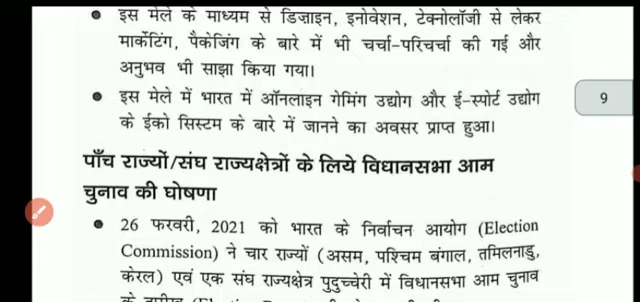 इस मेले के माध्यम से डिज़ाइन, इनोवेशन, टेक्नोलॉजी से लेकर
मार्केटिंग, पैकेजिंग के बारे में भी चर्चा-परिचर्चा की गई और
अनुभव भी साझा किया गया।
इस मेले में भारत में ऑनलाइन गेमिंग उद्योग और ई-स्पोर्ट उद्योग
के ईको सिस्टम के बारे में जानने का अवसर प्राप्त हुआ।
9
पाँच राज्यों/संघ राज्यक्षेत्रों के लिये विधानसभा आम
चुनाव की घोषणा
26 फरवरी, 2021 को भारत के निर्वाचन आयोग (Election
Commission) ने चार राज्यों (असम, पश्चिम बंगाल, तमिलनाडु,
केरल) एवं एक संघ राज्यक्षेत्र पुदुच्चेरी में विधानसभा आम चुनाव